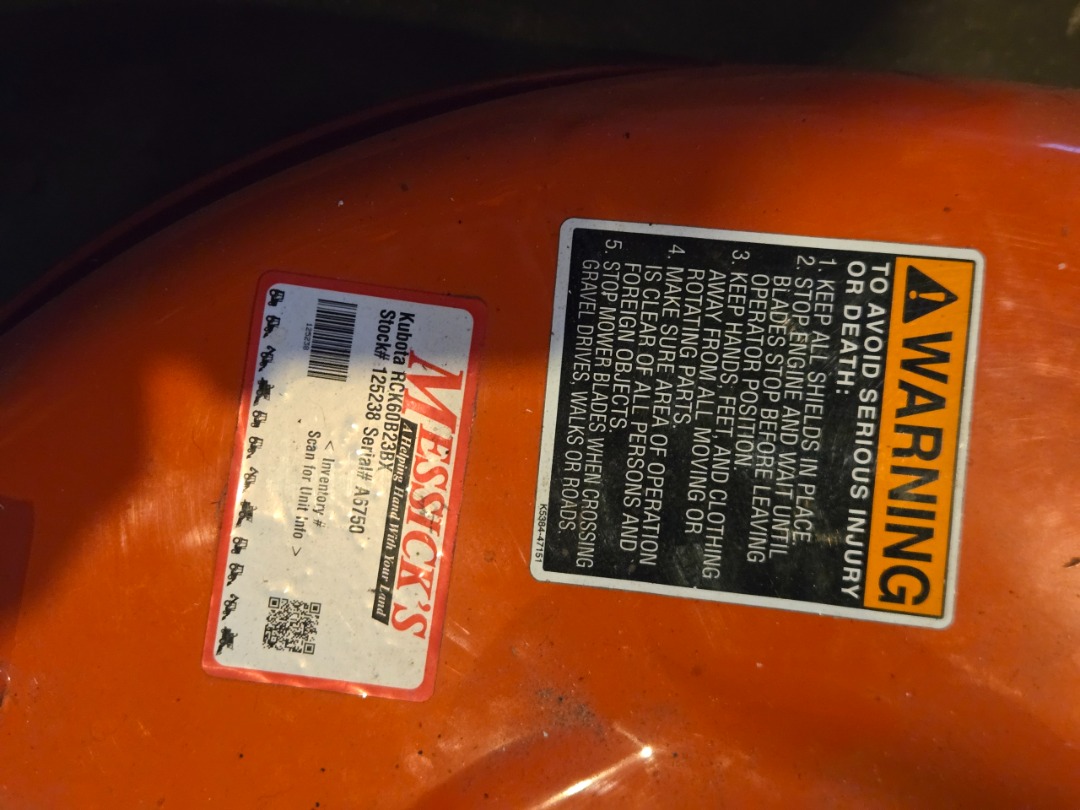 WARNING
TO AVOID SERIOUS INJURY
OR DEATH:
1. KEEP ALL SHIELDS IN PLACE.
2. STOP ENGINE AND WAIT UNTIL
BLADES STOP BEFORE LEAVING
OPERATOR POSITION.
3. KEEP HANDS, FEET, AND CLOTHING
AWAY FROM ALL MOVING OR
ROTATING PARTS.
4. MAKE SURE AREA OF OPERATION
IS CLEAR OF ALL PERSONS AND
FOREIGN OBJECTS.
5. STOP MOWER BLADES WHEN CROSSING
GRAVEL DRIVES, WALKS OR ROADS.
K5364-47151
MESSICK'S
A Helping Hand With Your Land
Kubota RCK60B23BX
Stock# 125238 Serial# A6750
125238
< Inventory #
Scan for Unit Info >